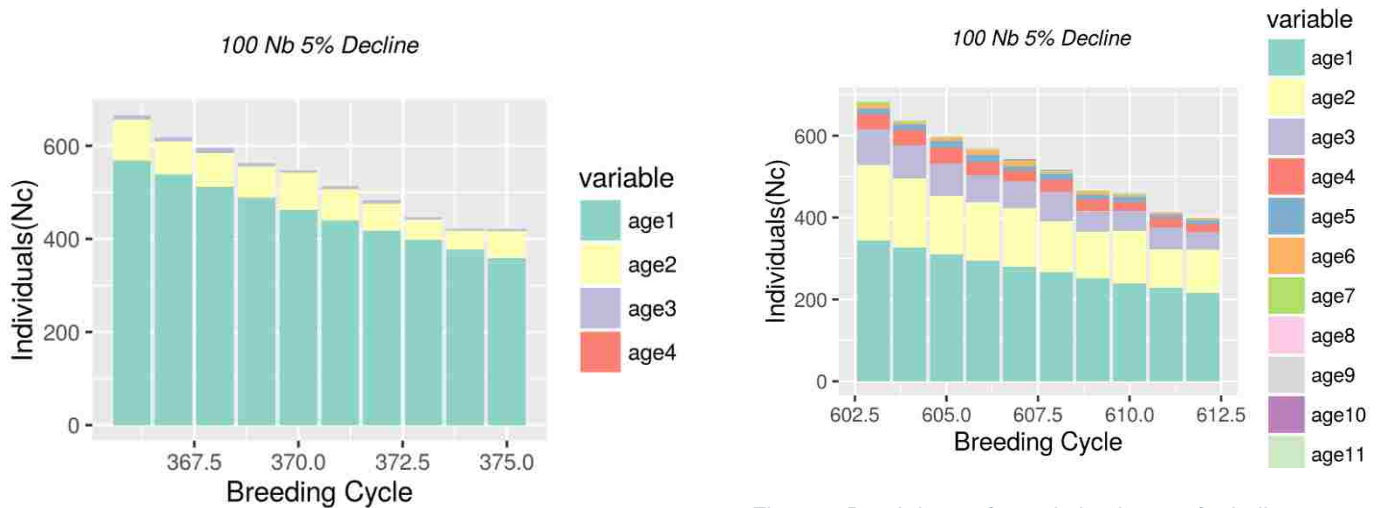 100 Nb 5% Decline
Individuals(Nc)
600
400
200
0
367.5 370.0 372.5 375.0
Breeding Cycle
variable
age1
age2
age3
age4
100 Nb 5% Decline
Individuals(Nc)
600
400
200
0
602.5 605.0 607.5 610.0 612.5
Breeding Cycle
variable
age1
age2
age3
age4
age5
age6
age7
age8
age9
age10
age11